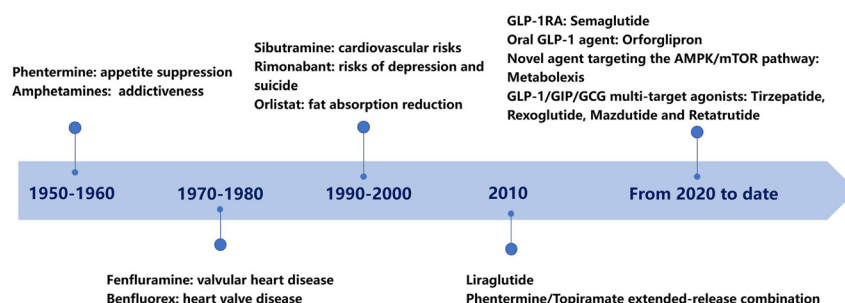 GLP-1RA: Semaglutide
Oral GLP-1 agent: Orforglipron
Novel agent targeting the AMPK/mTOR pathway:
Metabolexis
GLP-1/GIP/GCG multi-target agonists: Tirzepatide,
Rexoglutide, Mazdutide and Retatrutide
Sibutramine: cardiovascular risks
Rimonabant: risks of depression and
suicide
Orlistat: fat absorption reduction
Phentermine: appetite suppression
Amphetamines: addictiveness
1950-1960
1970-1980
1990-2000
2010
From 2020 to date
Fenfluramine: valvular heart disease
Benfluorex: heart valve disease
Liraglutide
Phentermine/Topiramate extended-release combination